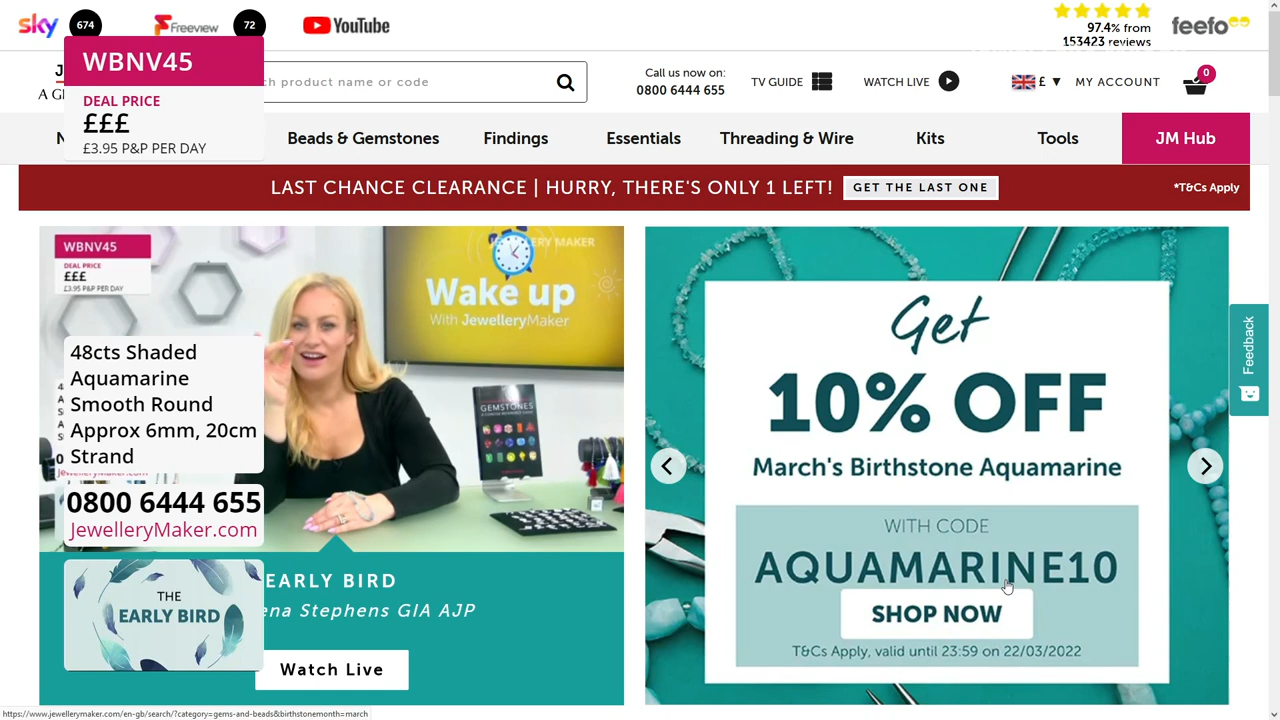 sky 674
Freeview 72
YouTube
97.4% from
153423 reviews
feefo
WBNV45
DEAL PRICE
£££
£3.95 P&P PER DAY
ch product name or code
Call us now on:
0800 6444 655
TV GUIDE
WATCH LIVE
£ ▼
MY ACCOUNT
0
Beads & Gemstones
Findings
Essentials
Threading & Wire
Kits
Tools
JM Hub
LAST CHANCE CLEARANCE | HURRY, THERE'S ONLY 1 LEFT!
GET THE LAST ONE
*T&Cs Apply
WBNV45
DEAL PRICE
£££
£3.95 P&P PER DAY
JEWELLERY MAKER
Wake up
With JewelleryMaker
GEMSTONES
48cts Shaded
Aquamarine
Smooth Round
Approx 6mm, 20cm
Strand
0800 6444 655
JewelleryMaker.com
THE
EARLY BIRD
EARLY BIRD
ena Stephens GIA AJP
Watch Live
Get
10% OFF
March's Birthstone Aquamarine
WITH CODE
AQUAMARINE10
SHOP NOW
T&Cs Apply, valid until 23:59 on 22/03/2022
Feedback
https://www.jewellerymaker.com/en-gb/search/?category=gems-and-beads&birthstonemonth=march